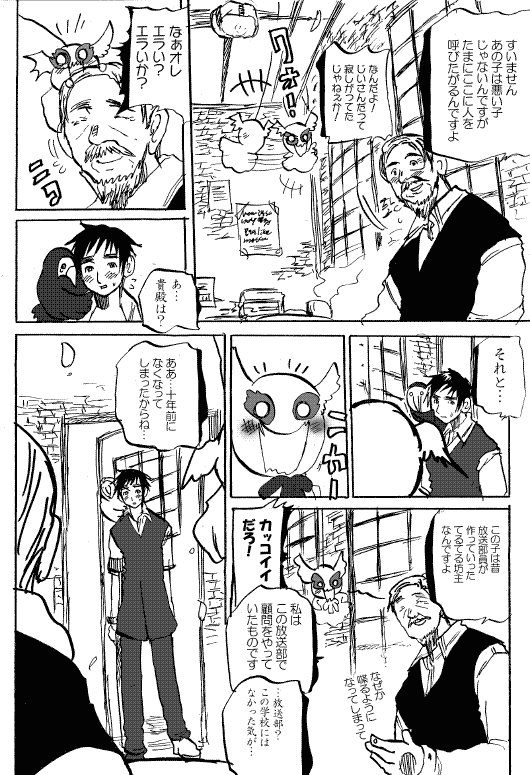 すいません
あの子は悪い子
じゃないんですが
たまにここに人を
呼びたがるんですよ
なんだよ！
じいさんだって
寂しがってた
じゃねぇか！
クォォ!!
なぁオレ
エライ？
エライか？
ニタ
あ…
貴殿は？
それと…
この子は昔
放送部員が
作っていった
てるてる坊主
なんですよ
なぜか
喋るように
なってしまって
ニャー
カッコイイ
だろ！
私は
この放送部で
顧問をやって
いたものです
…放送部？
この学校には
なかった気が…
ああ…十年前に
なくなって
しまったからね…